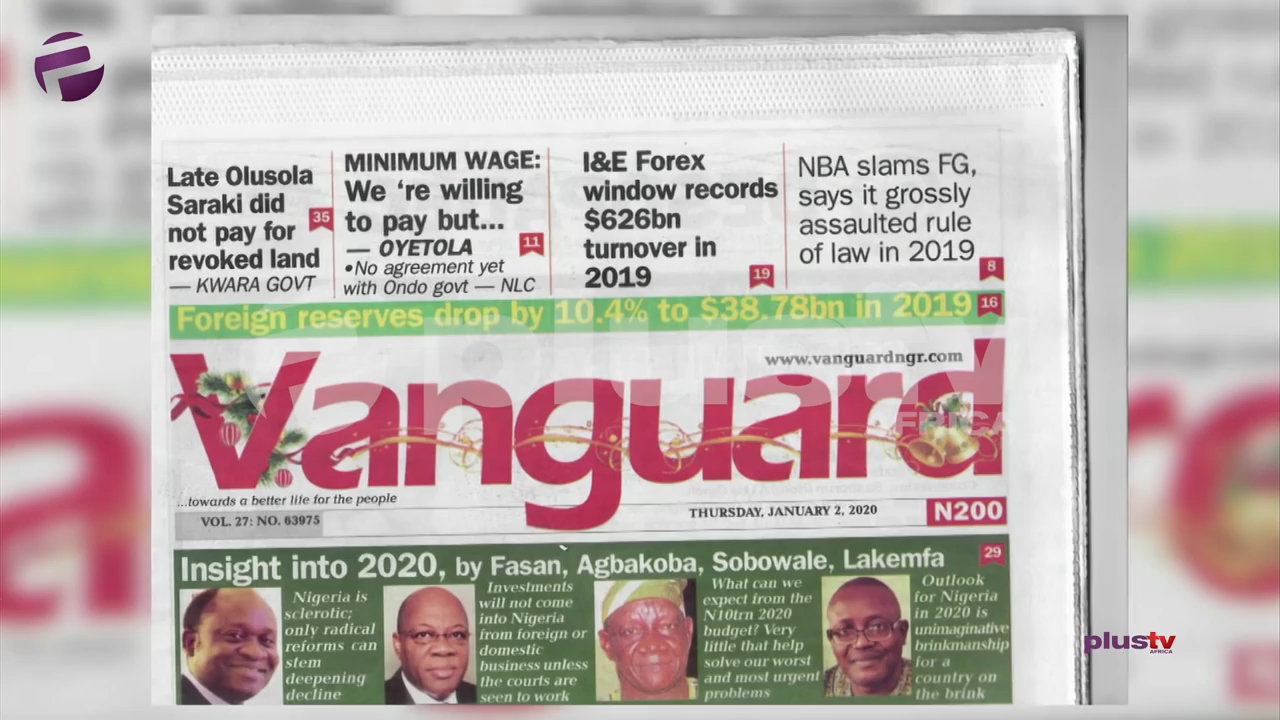 Late Olusola
Saraki did
not pay for
revoked land
— KWARA GOVT
35
MINIMUM WAGE:
We 're willing
to pay but...
— OYETOLA
11
•No agreement yet
with Ondo govt — NLC
I&E Forex
window records
$626bn
turnover in
2019
19
NBA slams FG,
says it grossly
assaulted rule
of law in 2019
8
Foreign reserves drop by 10.4% to $38.78bn in 2019 16
www.vanguardngr.com
Vanguard
plustv
AFRICA
...towards a better life for the people
VOL. 27: NO. 63975
THURSDAY, JANUARY 2, 2020
N200
Insight into 2020, by Fasan, Agbakoba, Sobowale, Lakemfa
29
Nigeria is
sclerotic;
only radical
reforms can
stem
deepening
decline
Investments
will not come
into Nigeria
from foreign or
domestic
business unless
the courts are
seen to work
What can we
expect from the
N10trn 2020
budget? Very
little that help
solve our worst
and most urgent
problems
Outlook
for Nigeria
in 2020 is
unimaginative
brinkmanship
for a
country on
the brink
plustv
AFRICA